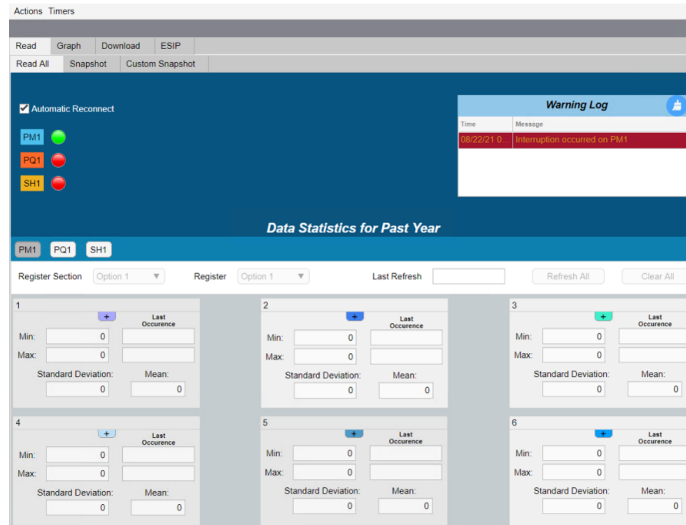 Actions Timers
Read Graph Download ESIP
Read All Snapshot Custom Snapshot
Automatic Reconnect
PM1
PQ1
SH1
Warning Log
Time Message
08/22/21 0. Interruption occurred on PM1
Data Statistics for Past Year
PM1 PQ1 SH1
Register Section Option 1 Register Option 1 Last Refresh Refresh All Clear All
1 2 3
+ Last Occurence + Last Occurence + Last Occurence
Min: 0 Min: 0 Min: 0
Max: 0 Max: 0 Max: 0
Standard Deviation: Mean: Standard Deviation: Mean: Standard Deviation: Mean:
0 0 0 0 0 0
4 5 6
+ Last Occurence + Last Occurence + Last Occurence
Min: 0 Min: 0 Min: 0
Max: 0 Max: 0 Max: 0
Standard Deviation: Mean: Standard Deviation: Mean: Standard Deviation: Mean:
0 0 0 0 0 0